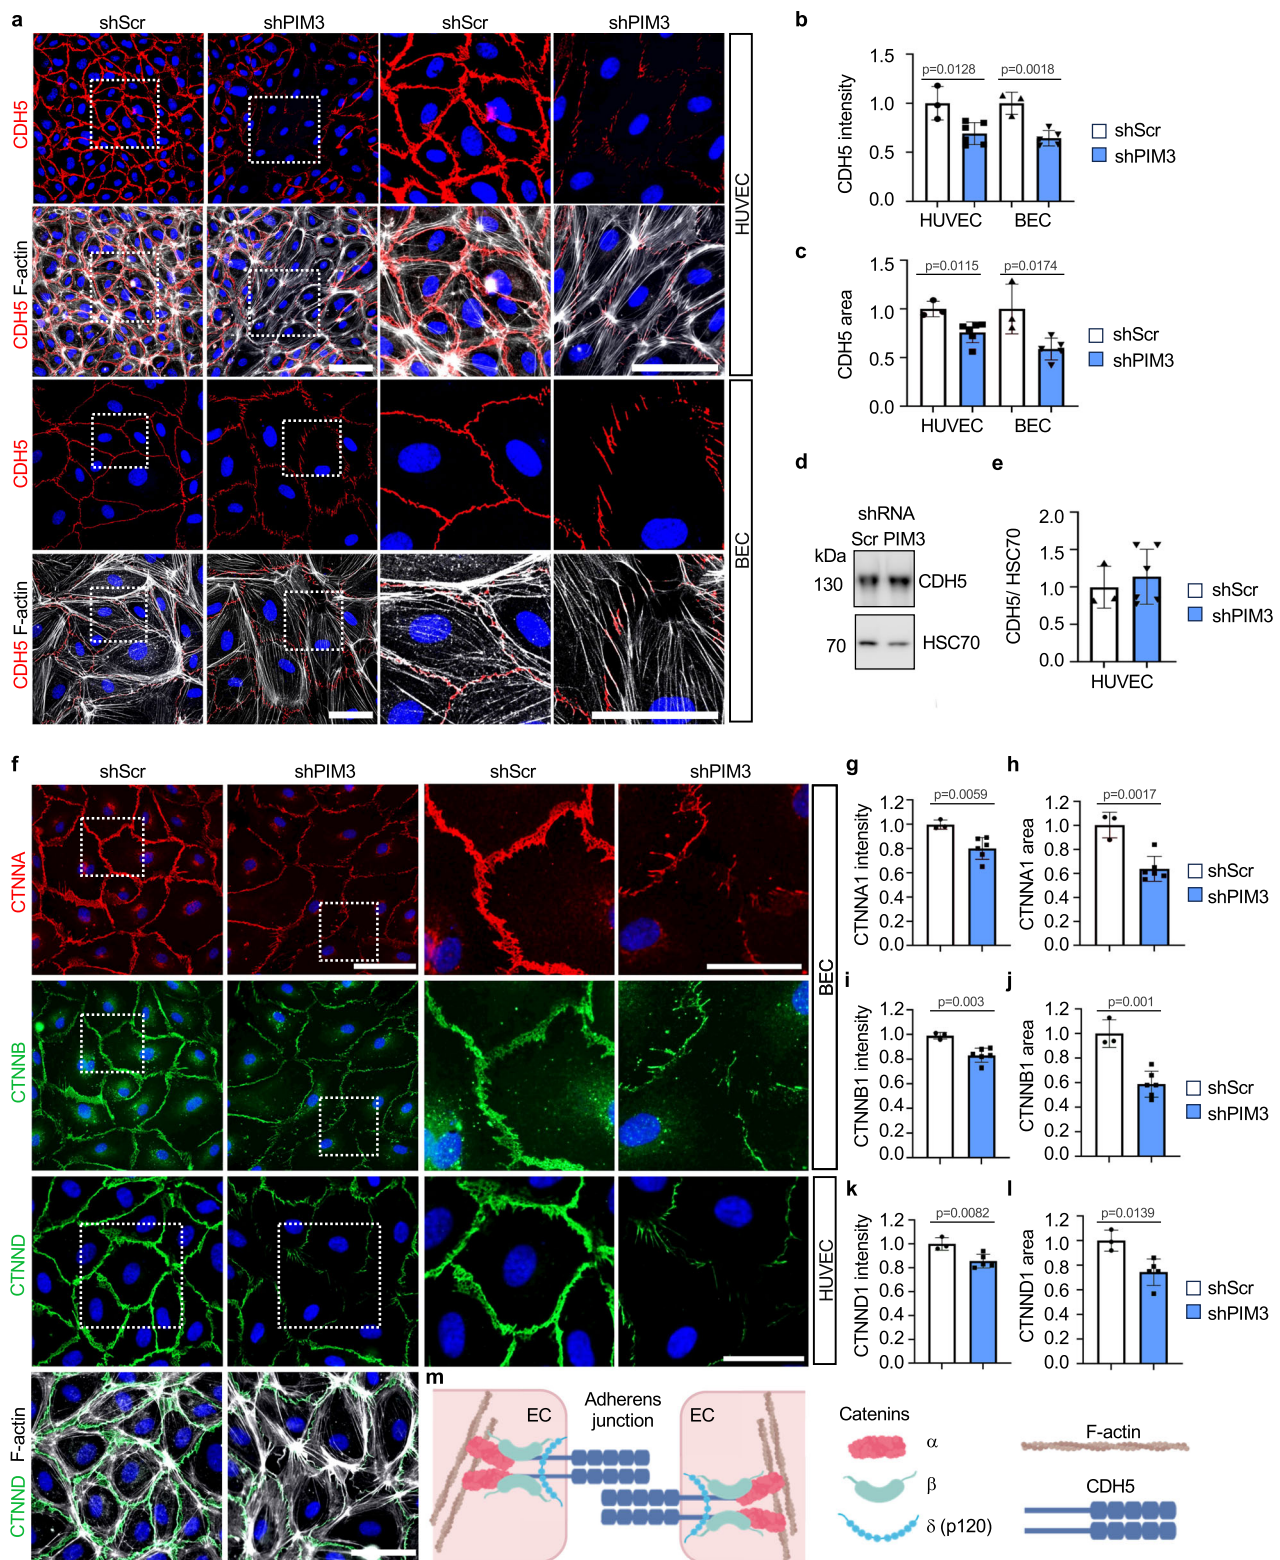 a
shScr shPIM3 shScr shPIM3
CDH5
CDH5 F-actin
HUVEC
CDH5
CDH5 F-actin
BEC
b
CDH5 intensity
1.5
1.0
0.5
0.0
p=0.0128 p=0.0018
HUVEC BEC
shScr
shPIM3
c
CDH5 area
1.5
1.0
0.5
0.0
p=0.0115 p=0.0174
HUVEC BEC
shScr
shPIM3
d
shRNA
Scr PIM3
kDa
130 CDH5
70 HSC70
e
CDH5/ HSC70
2.0
1.5
1.0
0.5
0.0
HUVEC
shScr
shPIM3
f
shScr shPIM3 shScr shPIM3
CTNNA
CTNNB
BEC
CTNND
HUVEC
CTNND F-actin
g
CTNNA1 intensity
1.2
1.0
0.8
0.6
0.4
0.2
0.0
p=0.0059
h
CTNNA1 area
1.2
1.0
0.8
0.6
0.4
0.2
0.0
p=0.0017
shScr
shPIM3
i
CTNNB1 intensity
1.2
1.0
0.8
0.6
0.4
0.2
0.0
p=0.003
j
CTNNB1 area
1.2
1.0
0.8
0.6
0.4
0.2
0.0
p=0.001
shScr
shPIM3
k
CTNND1 intensity
1.2
1.0
0.8
0.6
0.4
0.2
0.0
p=0.0082
l
CTNND1 area
1.2
1.0
0.8
0.6
0.4
0.2
0.0
p=0.0139
shScr
shPIM3
m
EC
Adherens
junction
EC
Catenins
α
β
δ (p120)
F-actin
CDH5